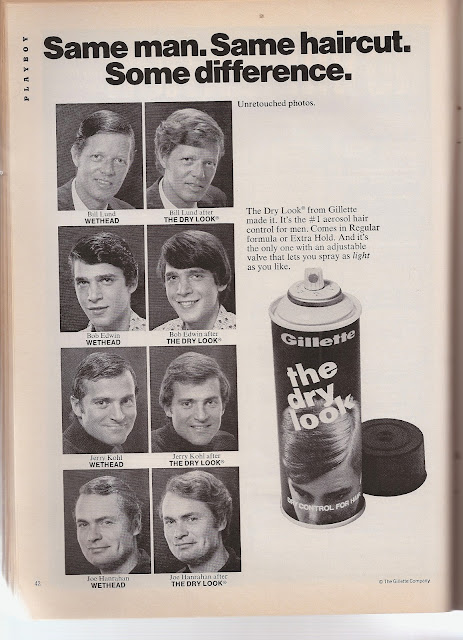 PLAYBOY
Same man. Same haircut.
Some difference.
Unretouched photos.
Bill Lund
WETHEAD
Bill Lund after
THE DRY LOOK®
The Dry Look® from Gillette
made it. It's the #1 aerosol hair
control for men. Comes in Regular
formula or Extra Hold. And it's
the only one with an adjustable
valve that lets you spray as light
as you like.
Bob Edwin
WETHEAD
Bob Edwin after
THE DRY LOOK®
Jerry Kohl
WETHEAD
Jerry Kohl after
THE DRY LOOK®
Joe Hanrahan
WETHEAD
Joe Hanrahan after
THE DRY LOOK®
Gillette
the
dry
look
CONTROL FOR
42
© The Gillette Company